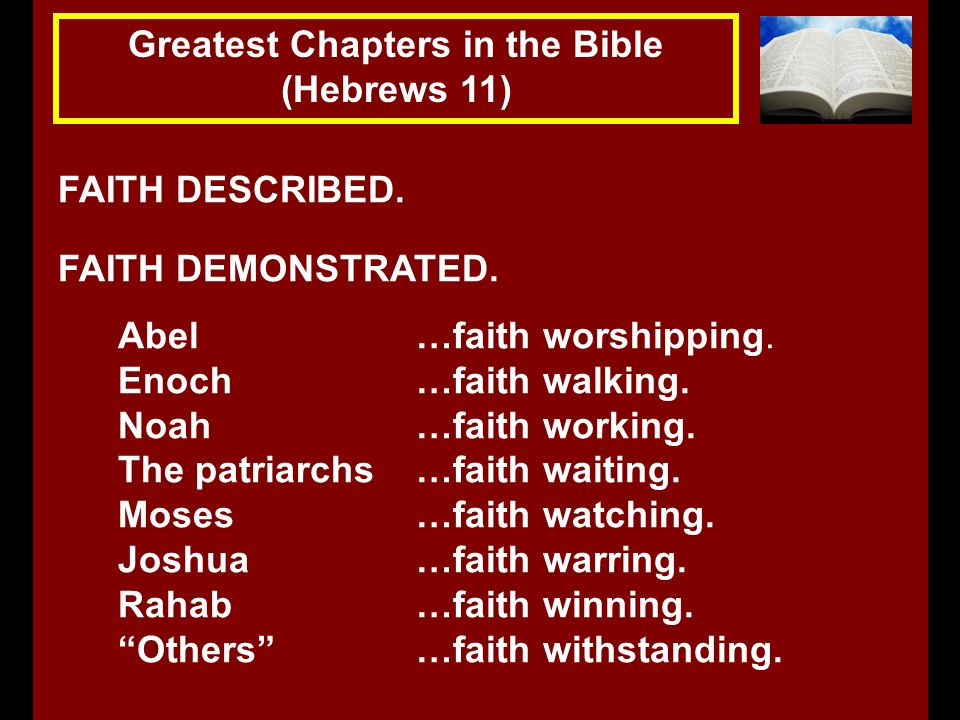 Greatest Chapters in the Bible
(Hebrews 11)
FAITH DESCRIBED.
FAITH DEMONSTRATED.
Abel …faith worshipping.
Enoch …faith walking.
Noah …faith working.
The patriarchs …faith waiting.
Moses …faith watching.
Joshua …faith warring.
Rahab …faith winning.
“Others” …faith withstanding.